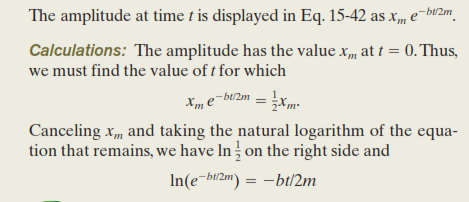 The amplitude at time t is displayed in Eq. 15-42 as xₘ e^(−bt/2m).
Calculations: The amplitude has the value xₘ at t = 0. Thus,
we must find the value of t for which
xₘ e^(−bt/2m) = ½xₘ.
Canceling xₘ and taking the natural logarithm of the equa-
tion that remains, we have ln ½ on the right side and
ln(e^(−bt/2m)) = −bt/2m